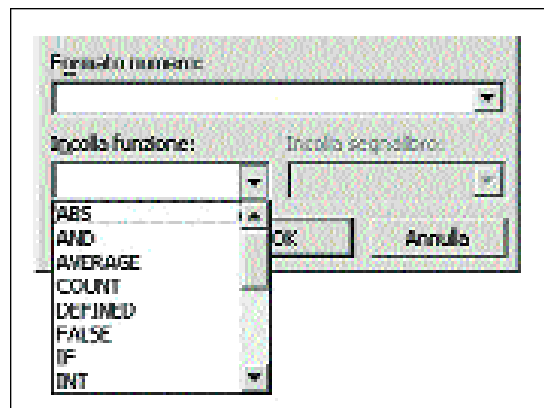 Formato numero:
Incolla funzione: Incolla segnalibro:
ABS
AND OK Annulla
AVERAGE
COUNT
DEFINED
FALSE
IF
INT